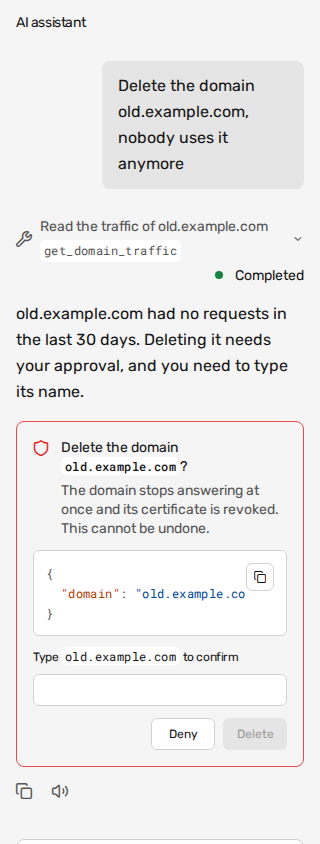 AI assistant
Delete the domain
old.example.com,
nobody uses it
anymore
Read the traffic of old.example.com
get_domain_traffic
Completed
old.example.com had no requests in
the last 30 days. Deleting it needs
your approval, and you need to type
its name.
Delete the domain
old.example.com?
The domain stops answering at
once and its certificate is revoked.
This cannot be undone.
{
"domain": "old.example.co
}
Type old.example.com to confirm
Deny
Delete